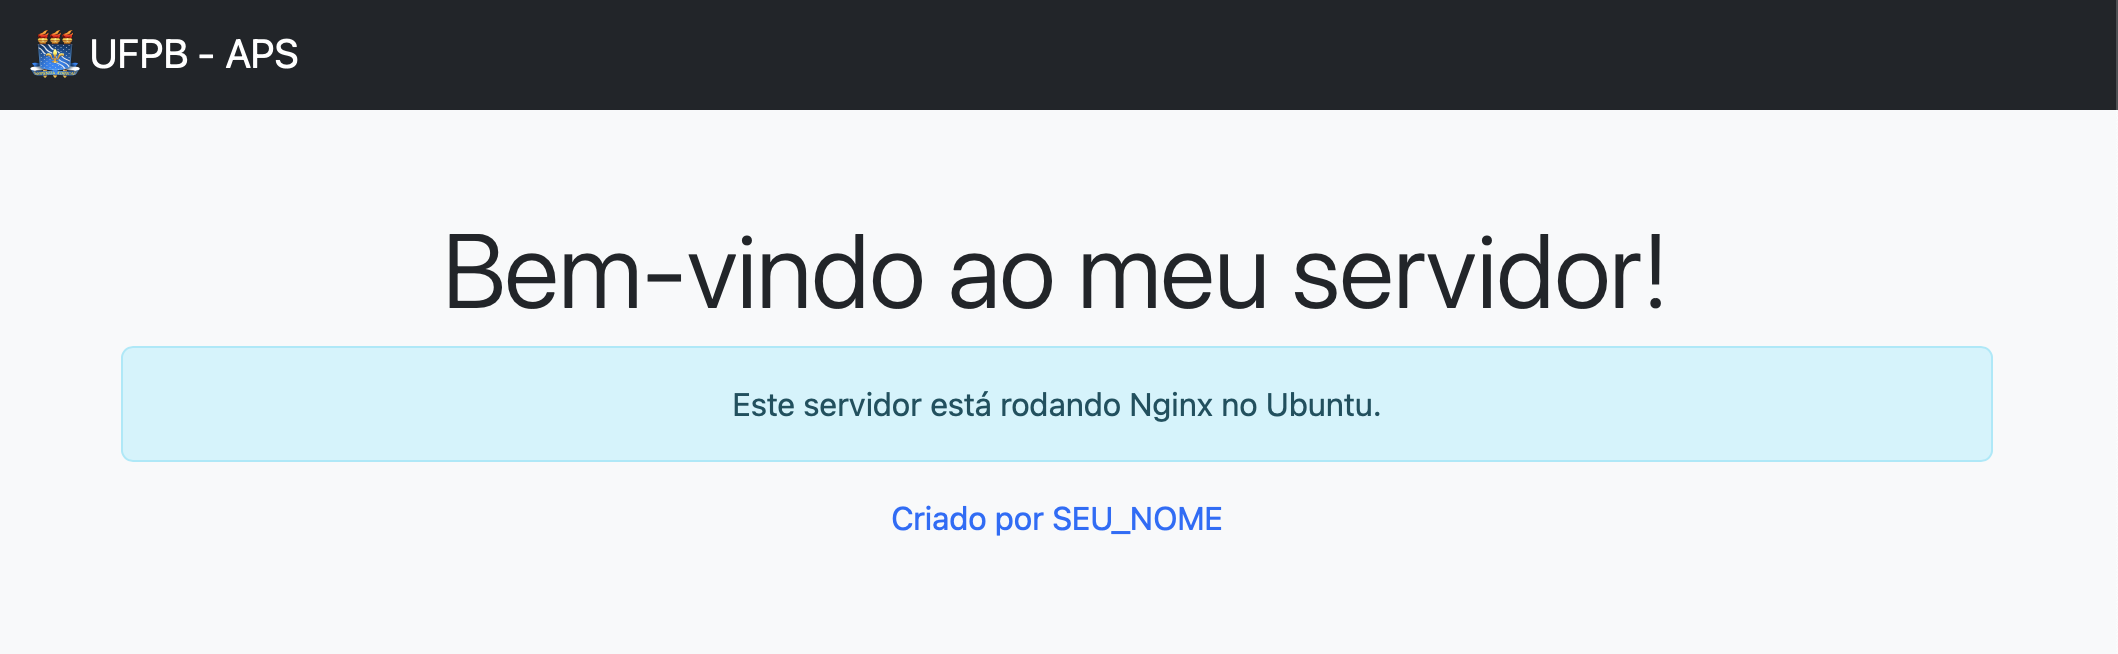 UFPB - APS
Bem-vindo ao meu servidor!
Este servidor está rodando Nginx no Ubuntu.
Criado por SEU_NOME